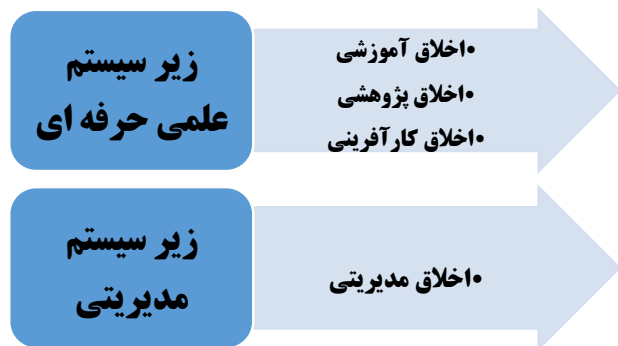 زیر سیستم
علمی حرفه ای
•اخلاق آموزشی
•اخلاق پژوهشی
•اخلاق کارآفرینی
زیر سیستم
مدیریتی
•اخلاق مدیریتی